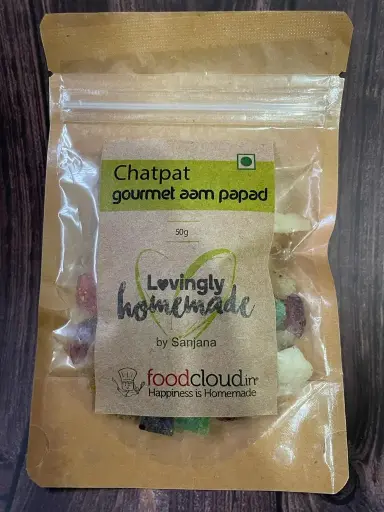 Chatpat
gourmet aam papad
50g
Lovingly
homemade
by Sanjana
foodcloud.in
Happiness is Homemade